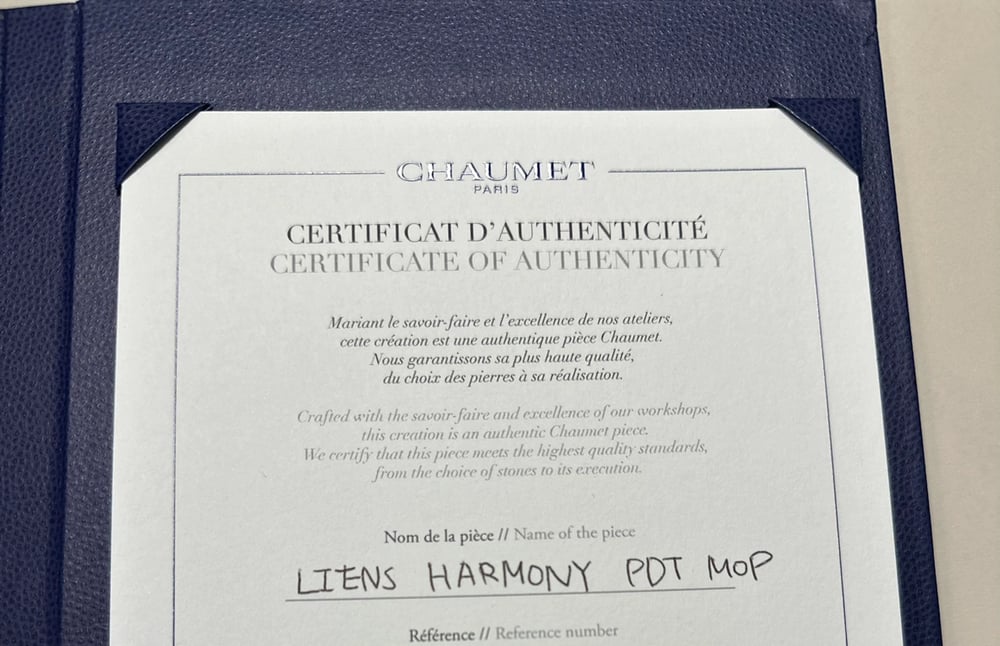 CHAUMET
PARIS
CERTIFICAT D’AUTHENTICITÉ
CERTIFICATE OF AUTHENTICITY
Mariant le savoir-faire et l’excellence de nos ateliers,
cette création est une authentique pièce Chaumet.
Nous garantissons sa plus haute qualité,
du choix des pierres à sa réalisation.
Crafted with the savoir-faire and excellence of our workshops,
this creation is an authentic Chaumet piece.
We certify that this piece meets the highest quality standards,
from the choice of stones to its execution.
Nom de la pièce // Name of the piece
LIENS HARMONY PDT MOP
Référence // Reference number